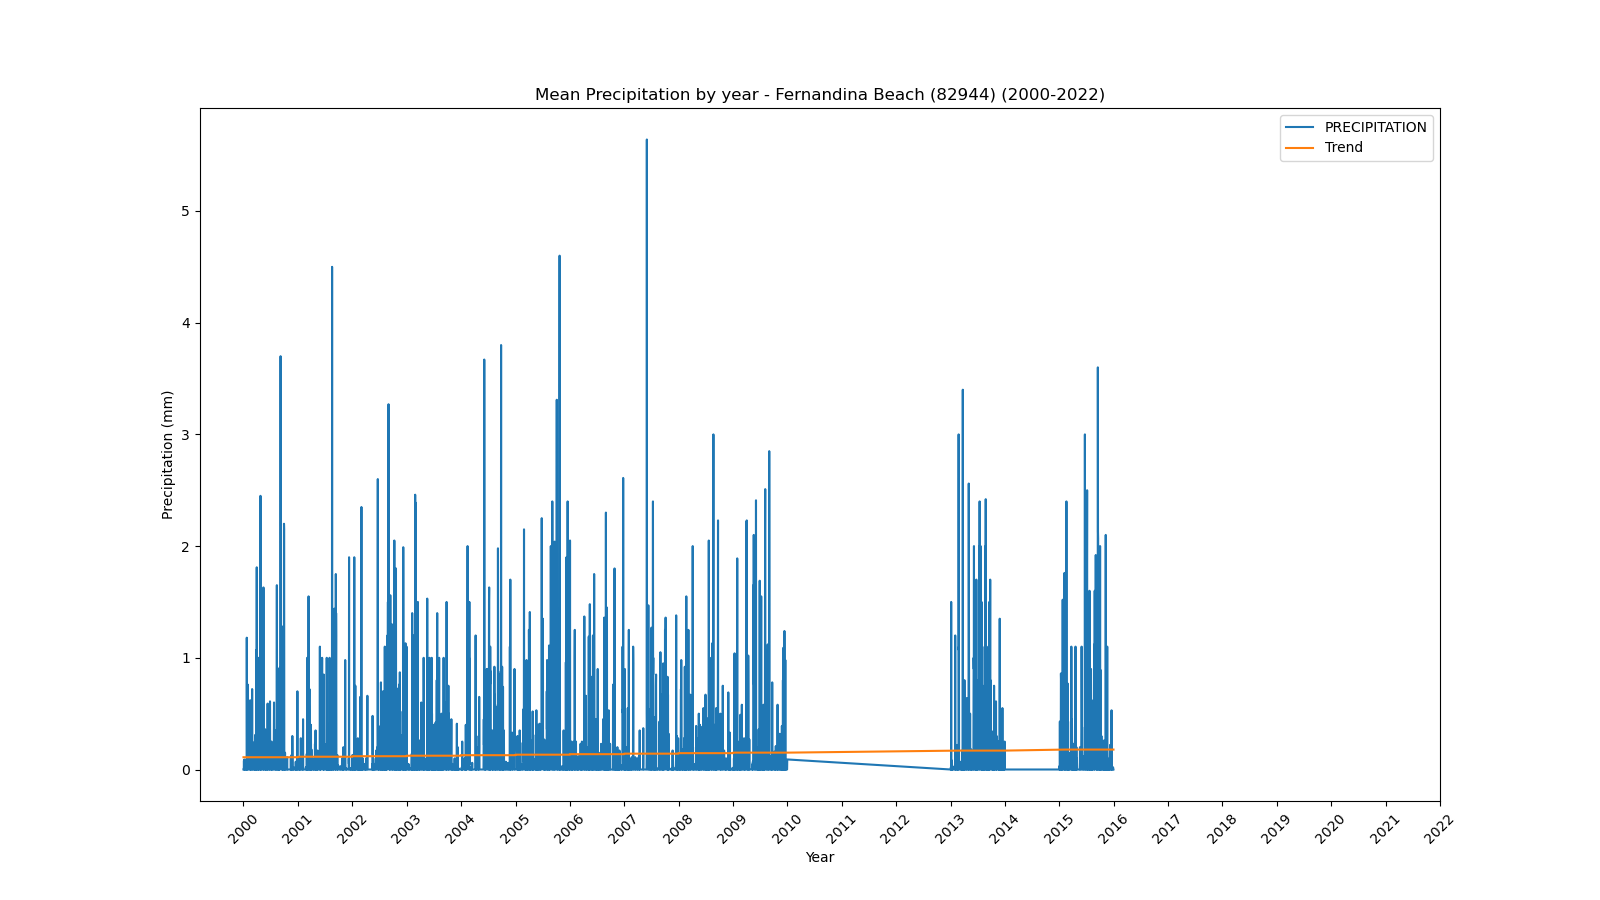 Mean Precipitation by year - Fernandina Beach (82944) (2000-2022)
PRECIPITATION
Trend
Precipitation (mm)
5
4
3
2
1
0
2000 2001 2002 2003 2004 2005 2006 2007 2008 2009 2010 2011 2012 2013 2014 2015 2016 2017 2018 2019 2020 2021 2022
Year